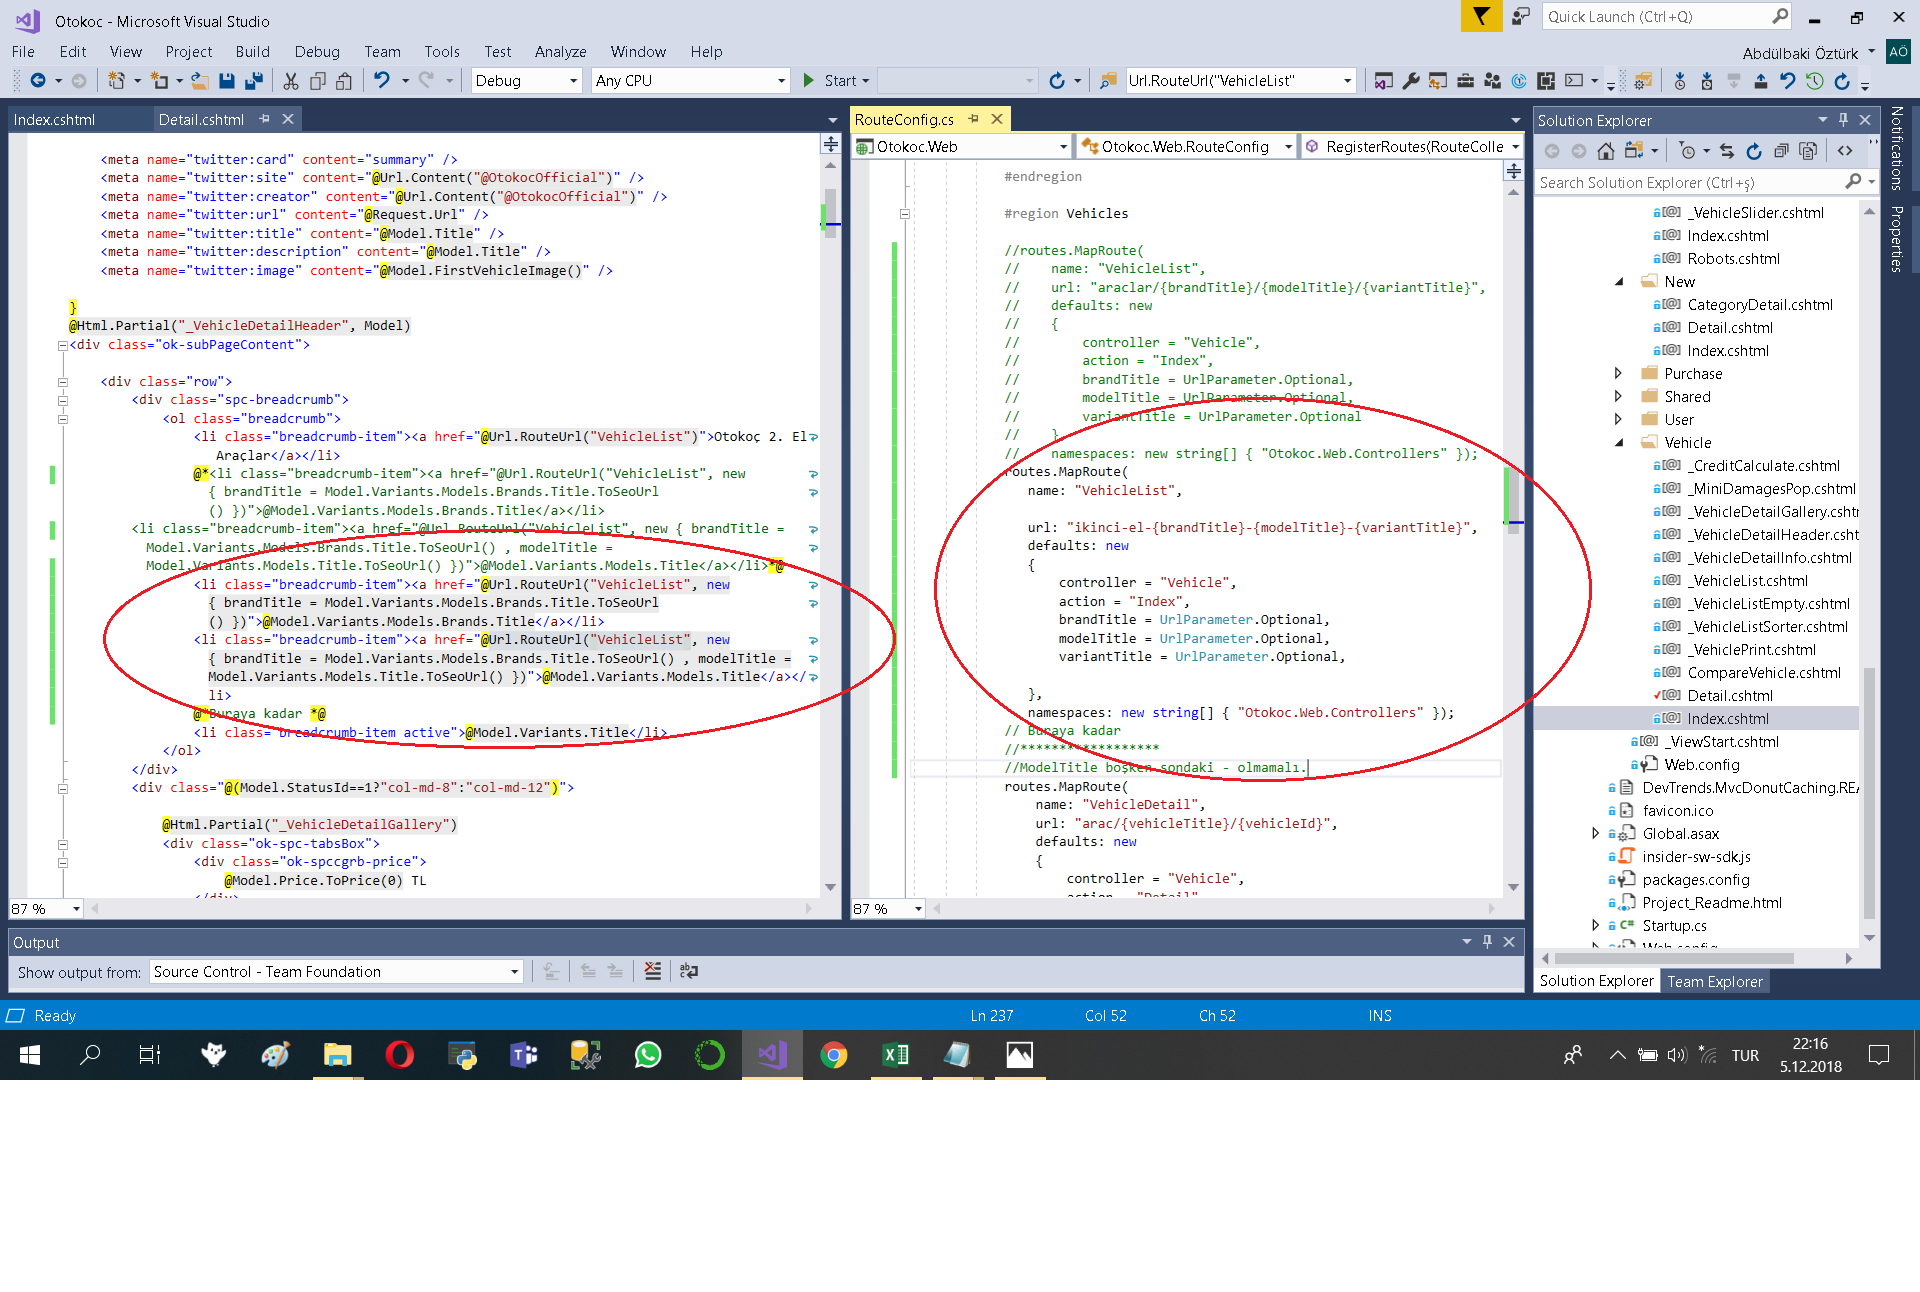 Otokoc - Microsoft Visual Studio
Quick Launch (Ctrl+Q)
File Edit View Project Build Debug Team Tools Test Analyze Window Help
Abdülbaki Öztürk AÖ
Debug Any CPU Start Url.RouteUrl("VehicleList"
Index.cshtml Detail.cshtml
<meta name="twitter:card" content="summary" />
<meta name="twitter:site" content="@Url.Content("@OtokocOfficial")" />
<meta name="twitter:creator" content="@Url.Content("@OtokocOfficial")" />
<meta name="twitter:url" content="@Request.Url" />
<meta name="twitter:title" content="@Model.Title" />
<meta name="twitter:description" content="@Model.Title" />
<meta name="twitter:image" content="@Model.FirstVehicleImage()" />
}
@Html.Partial("_VehicleDetailHeader", Model)
<div class="ok-subPageContent">
<div class="row">
<div class="spc-breadcrumb">
<ol class="breadcrumb">
<li class="breadcrumb-item"><a href="@Url.RouteUrl("VehicleList")">Otokoç 2. El
Araçlar</a></li>
@*<li class="breadcrumb-item"><a href="@Url.RouteUrl("VehicleList", new
{ brandTitle = Model.Variants.Models.Brands.Title.ToSeoUrl
() })">@Model.Variants.Models.Brands.Title</a></li>
<li class="breadcrumb-item"><a href="@Url.RouteUrl("VehicleList", new { brandTitle =
Model.Variants.Models.Brands.Title.ToSeoUrl() , modelTitle =
Model.Variants.Models.Title.ToSeoUrl() })">@Model.Variants.Models.Title</a></li>*@
<li class="breadcrumb-item"><a href="@Url.RouteUrl("VehicleList", new
{ brandTitle = Model.Variants.Models.Brands.Title.ToSeoUrl
() })">@Model.Variants.Models.Brands.Title</a></li>
<li class="breadcrumb-item"><a href="@Url.RouteUrl("VehicleList", new
{ brandTitle = Model.Variants.Models.Brands.Title.ToSeoUrl() , modelTitle =
Model.Variants.Models.Title.ToSeoUrl() })">@Model.Variants.Models.Title</a></
li>
@*Buraya kadar *@
<li class="breadcrumb-item active">@Model.Variants.Title</li>
</ol>
</div>
<div class="@(Model.StatusId==1?"col-md-8":"col-md-12")">
@Html.Partial("_VehicleDetailGallery")
<div class="ok-spc-tabsBox">
<div class="ok-spccgrb-price">
@Model.Price.ToPrice(0) TL
</div>
87 %
RouteConfig.cs
Otokoc.Web Otokoc.Web.RouteConfig RegisterRoutes(RouteColle
#endregion
#region Vehicles
//routes.MapRoute(
// name: "VehicleList",
// url: "araclar/{brandTitle}/{modelTitle}/{variantTitle}",
// defaults: new
// {
// controller = "Vehicle",
// action = "Index",
// brandTitle = UrlParameter.Optional,
// modelTitle = UrlParameter.Optional,
// variantTitle = UrlParameter.Optional
// }
// namespaces: new string[] { "Otokoc.Web.Controllers" });
routes.MapRoute(
name: "VehicleList",
url: "ikinci-el-{brandTitle}-{modelTitle}-{variantTitle}",
defaults: new
{
controller = "Vehicle",
action = "Index",
brandTitle = UrlParameter.Optional,
modelTitle = UrlParameter.Optional,
variantTitle = UrlParameter.Optional,
},
namespaces: new string[] { "Otokoc.Web.Controllers" });
// Buraya kadar
//******************
//ModelTitle boşken sondaki - olmamalı.
routes.MapRoute(
name: "VehicleDetail",
url: "arac/{vehicleTitle}/{vehicleId}",
defaults: new
{
controller = "Vehicle",
action = "Detail"
87 %
Solution Explorer
Search Solution Explorer (Ctrl+ş)
_VehicleSlider.cshtml
Index.cshtml
Robots.cshtml
New
CategoryDetail.cshtml
Detail.cshtml
Index.cshtml
Purchase
Shared
User
Vehicle
_CreditCalculate.cshtml
_MiniDamagesPop.cshtml
_VehicleDetailGallery.cshtr
_VehicleDetailHeader.csht
_VehicleDetailInfo.cshtml
_VehicleList.cshtml
_VehicleListEmpty.cshtml
_VehicleListSorter.cshtml
_VehiclePrint.cshtml
CompareVehicle.cshtml
Detail.cshtml
Index.cshtml
_ViewStart.cshtml
Web.config
DevTrends.MvcDonutCaching.REA
favicon.ico
Global.asax
insider-sw-sdk.js
packages.config
Project_Readme.html
Startup.cs
Web.config
Solution Explorer Team Explorer
Notifications
Properties
Output
Show output from: Source Control - Team Foundation
Ready Ln 237 Col 52 Ch 52 INS
TUR
22:16
5.12.2018